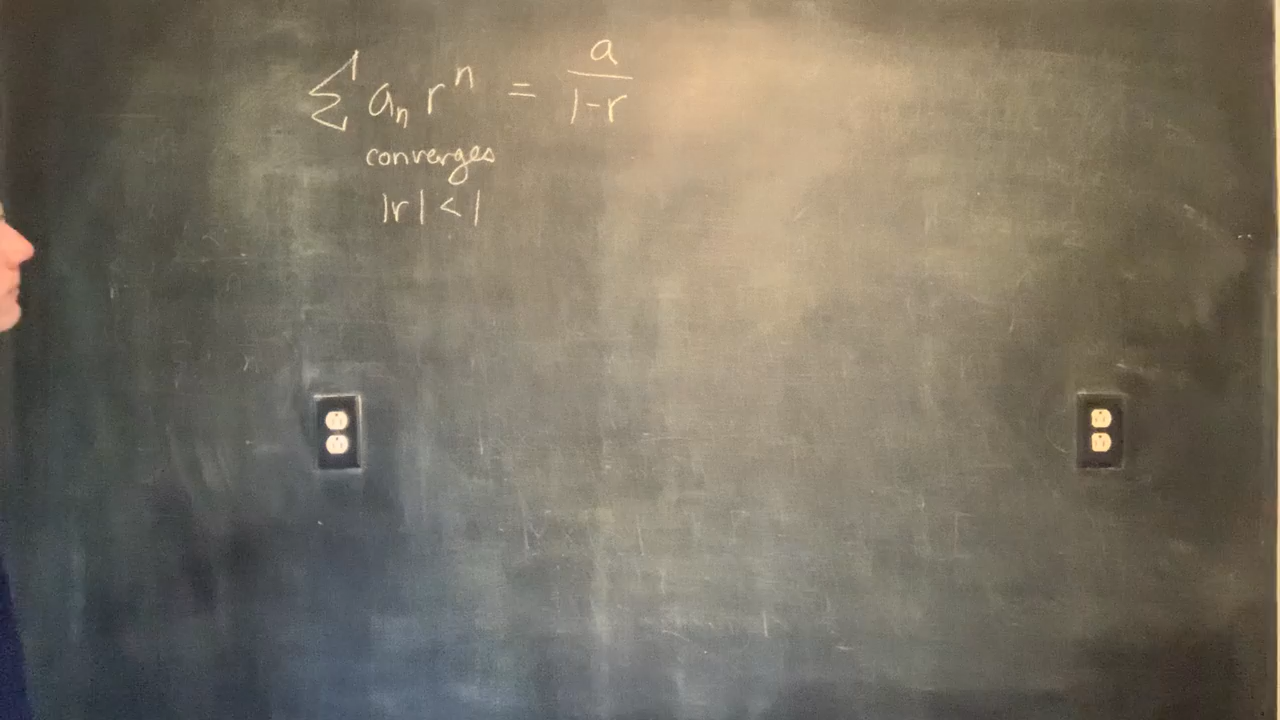 ∑ aₙ rⁿ = a/(1-r)
converges
|r| < 1